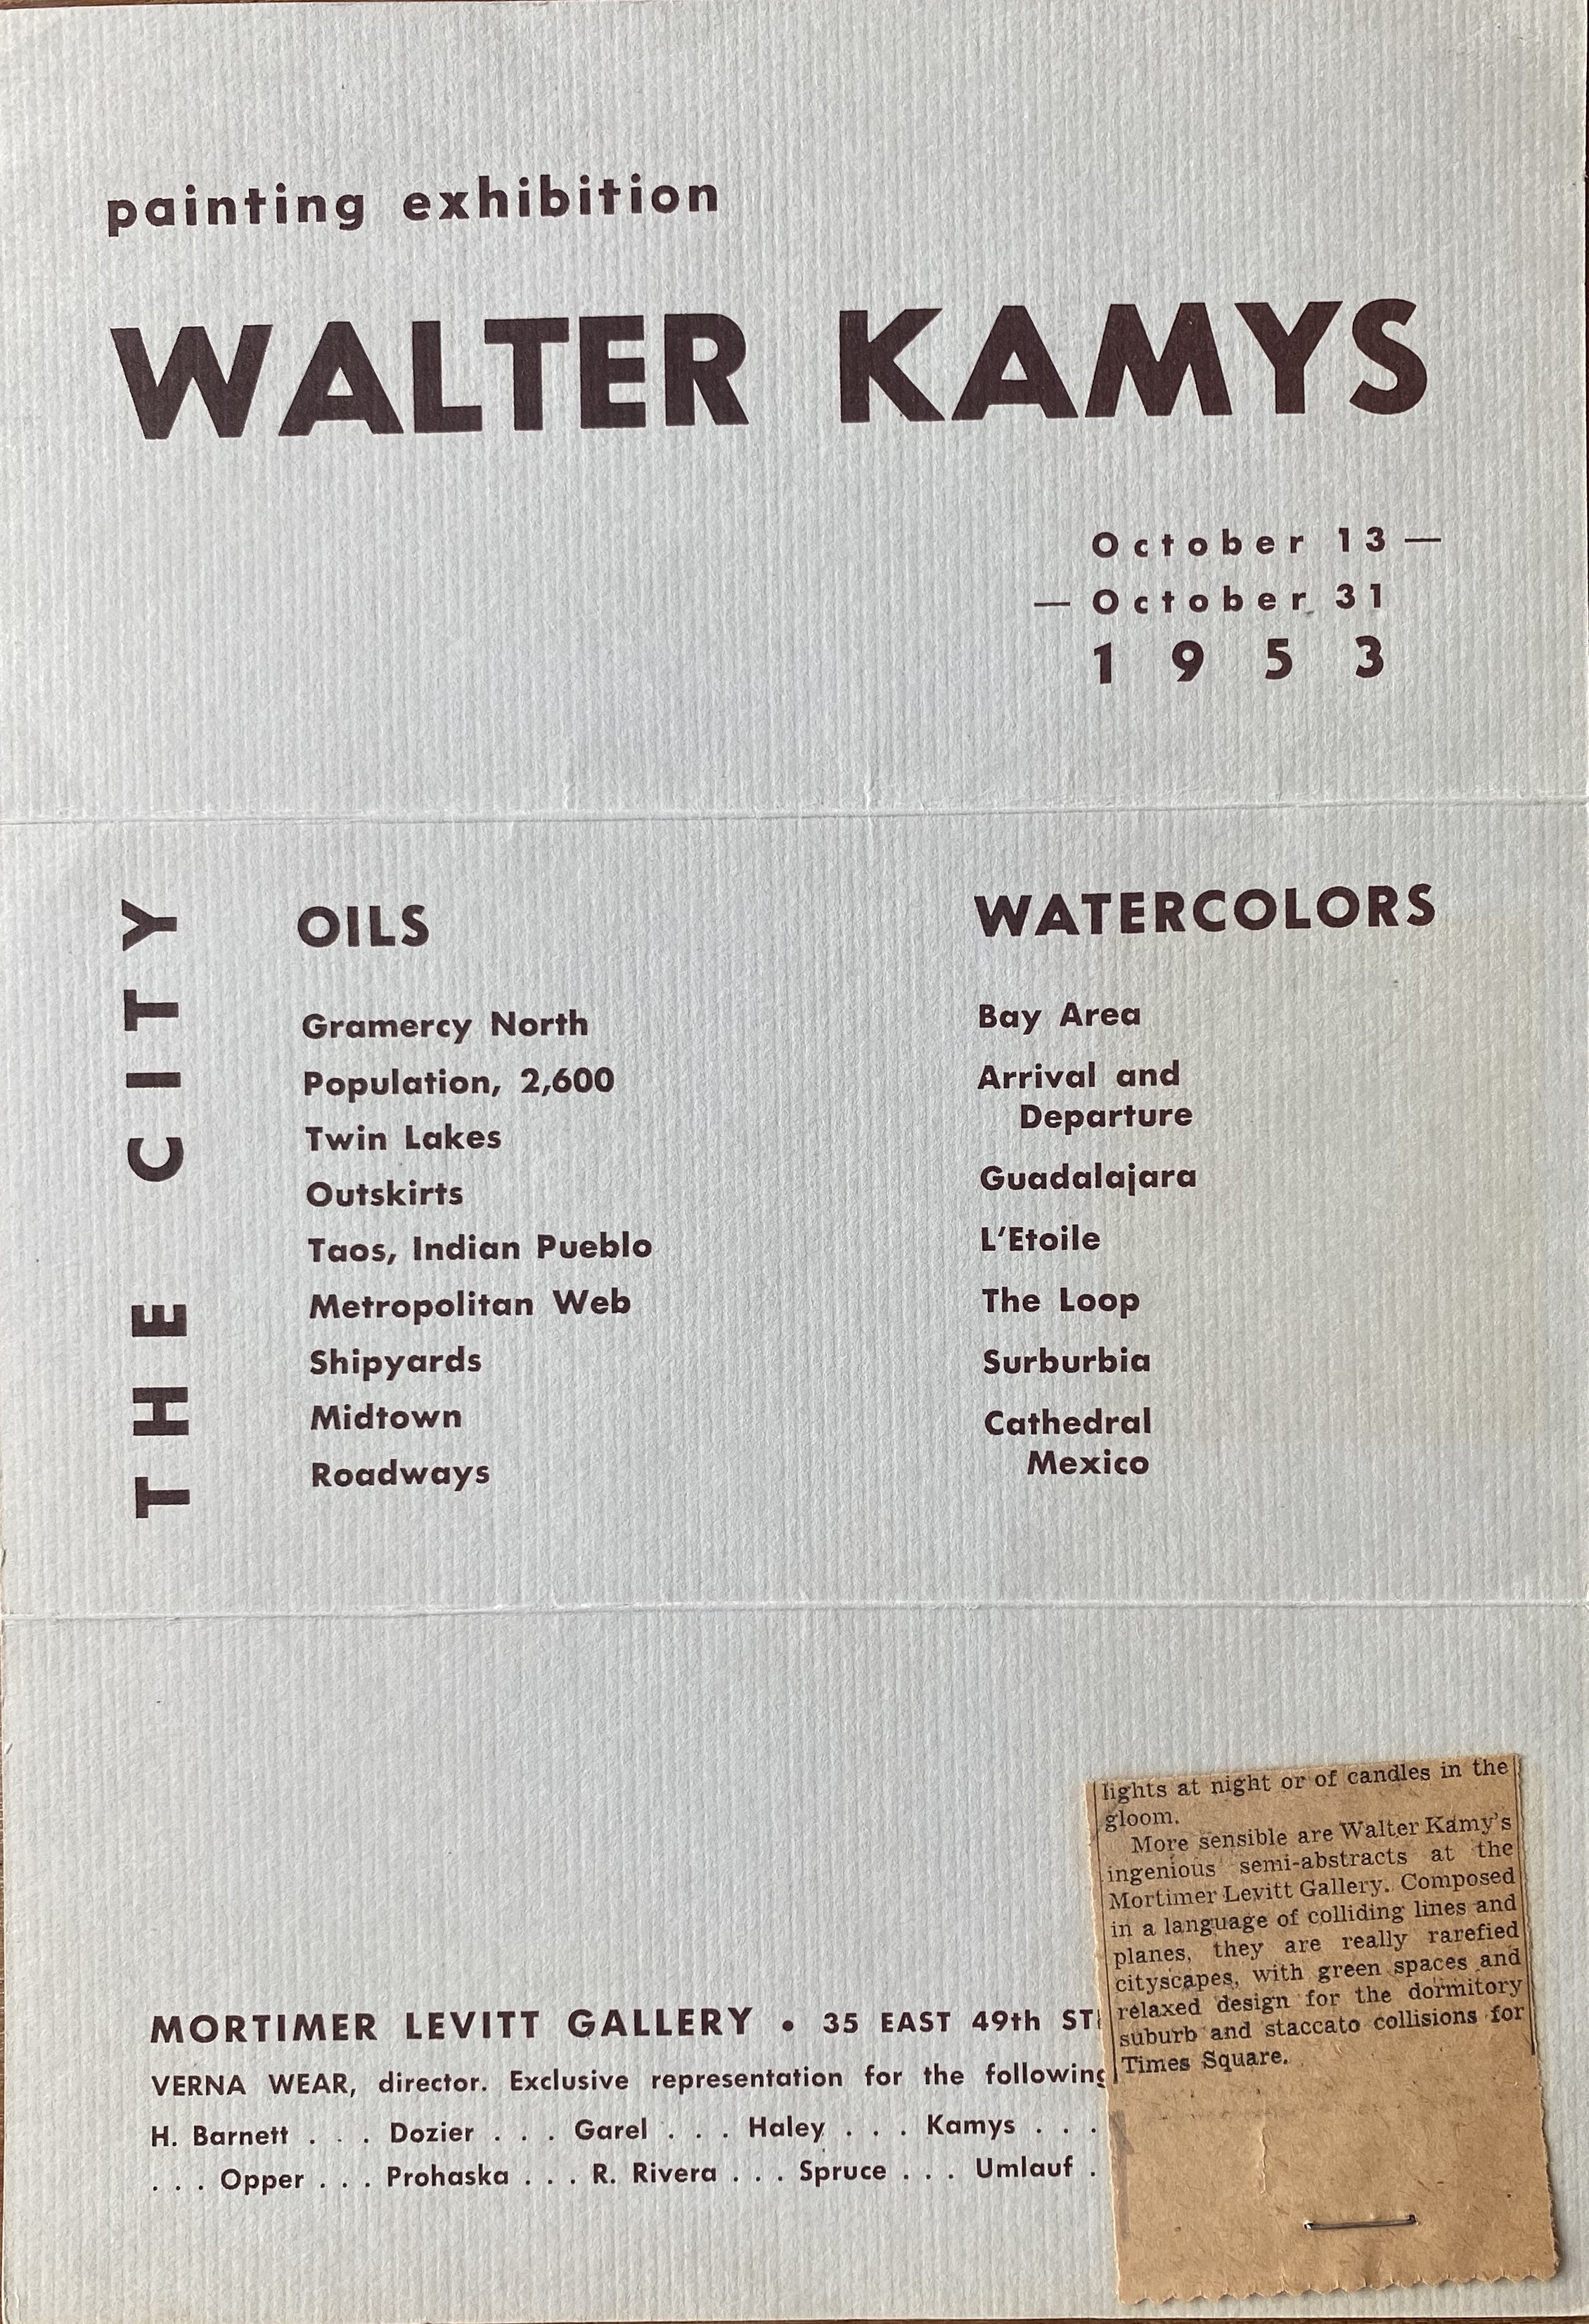 painting exhibition
WALTER KAMYS
October 13—
—October 31
1953
THE CITY
OILS
Gramercy North
Population, 2,600
Twin Lakes
Outskirts
Taos, Indian Pueblo
Metropolitan Web
Shipyards
Midtown
Roadways
WATERCOLORS
Bay Area
Arrival and
Departure
Guadalajara
L'Etoile
The Loop
Surburbia
Cathedral
Mexico
MORTIMER LEVITT GALLERY • 35 EAST 49th
VERNA WEAR, director. Exclusive representation for the following
H. Barnett . . . Dozier . . . Garel . . . Haley . . . Kamys . . .
. . . Opper . . . Prohaska . . . R. Rivera . . . Spruce . . . Umlauf .
lights at night or of candles in the
gloom.
More sensible are Walter Kamy's
ingenious semi-abstracts at the
Mortimer Levitt Gallery. Composed
in a language of colliding lines and
planes, they are really rarefied
cityscapes, with green spaces and
relaxed design for the dormitory
suburb and staccato collisions for
Times Square.